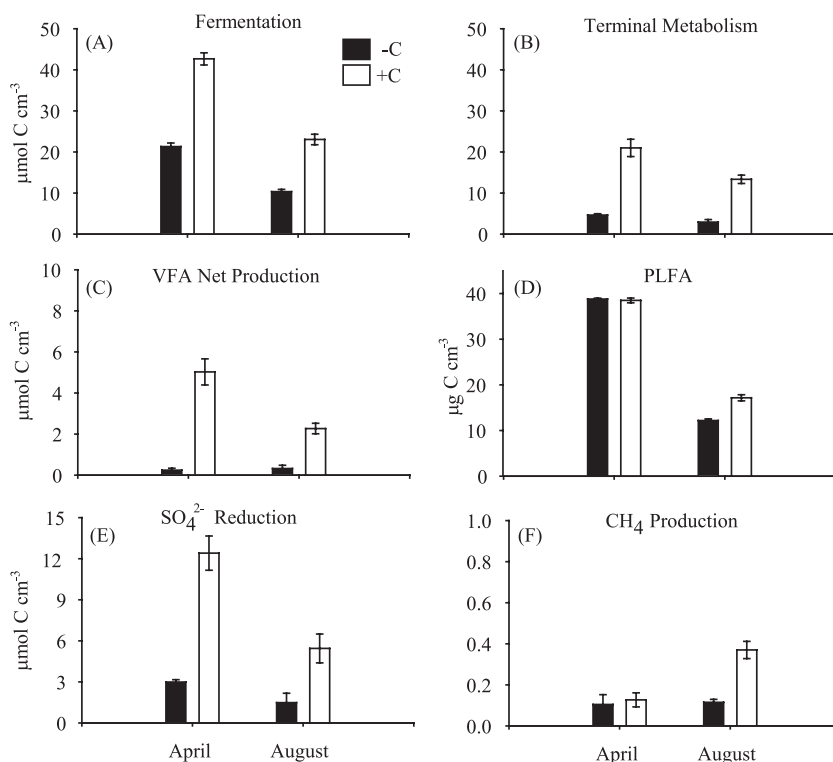 Fermentation
(A)
-C
+C
50
40
30
20
10
0
μmol C cm-3
Terminal Metabolism
(B)
50
40
30
20
10
0
VFA Net Production
(C)
10
8
6
4
2
0
μmol C cm-3
PLFA
(D)
40
30
20
10
0
μg C cm-3
SO42- Reduction
(E)
15
12
9
6
3
0
μmol C cm-3
April August
CH4 Production
(F)
1.0
0.8
0.6
0.4
0.2
0.0
April August